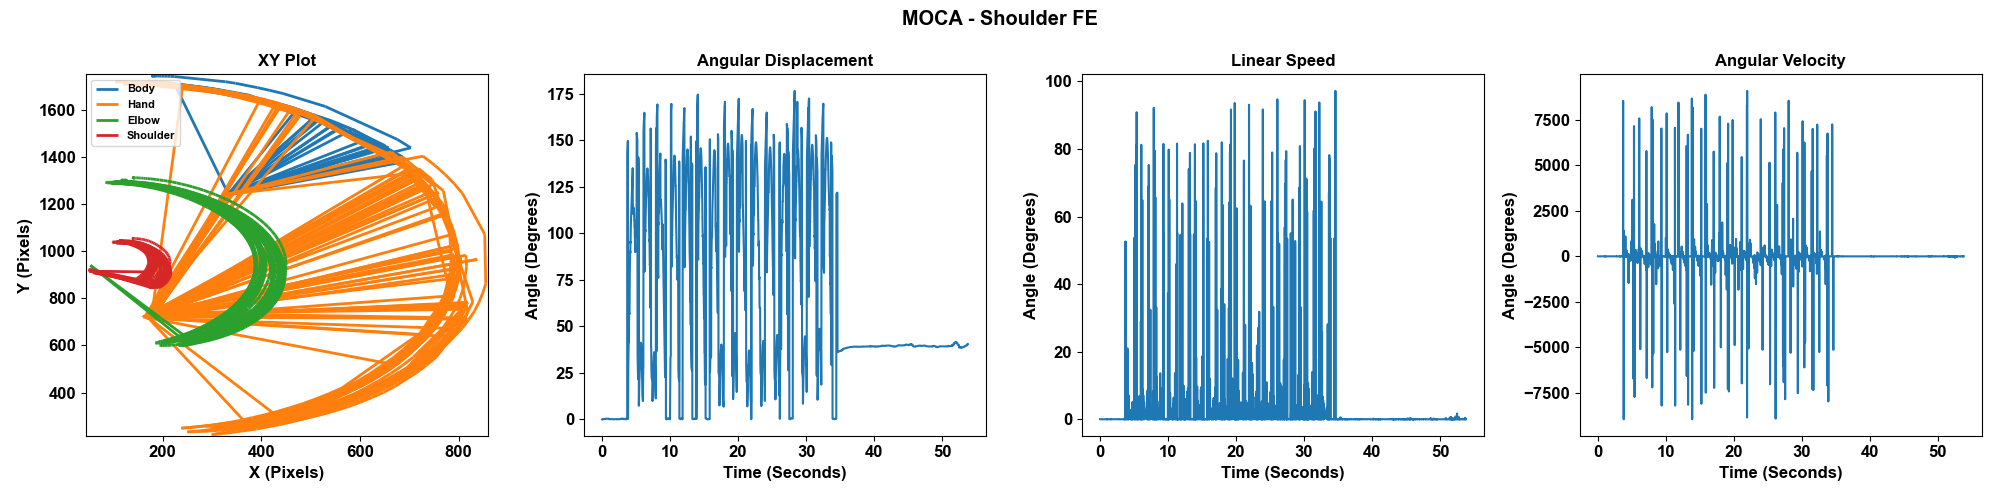 MOCA - Shoulder FE
XY Plot
Body
Hand
Elbow
Shoulder
1600
1400
1200
1000
800
600
400
Y (Pixels)
200 400 600 800
X (Pixels)
Angular Displacement
175
150
125
100
75
50
25
0
Angle (Degrees)
0 10 20 30 40 50
Time (Seconds)
Linear Speed
100
80
60
40
20
0
Angle (Degrees)
0 10 20 30 40 50
Time (Seconds)
Angular Velocity
7500
5000
2500
0
−2500
−5000
−7500
Angle (Degrees)
0 10 20 30 40 50
Time (Seconds)